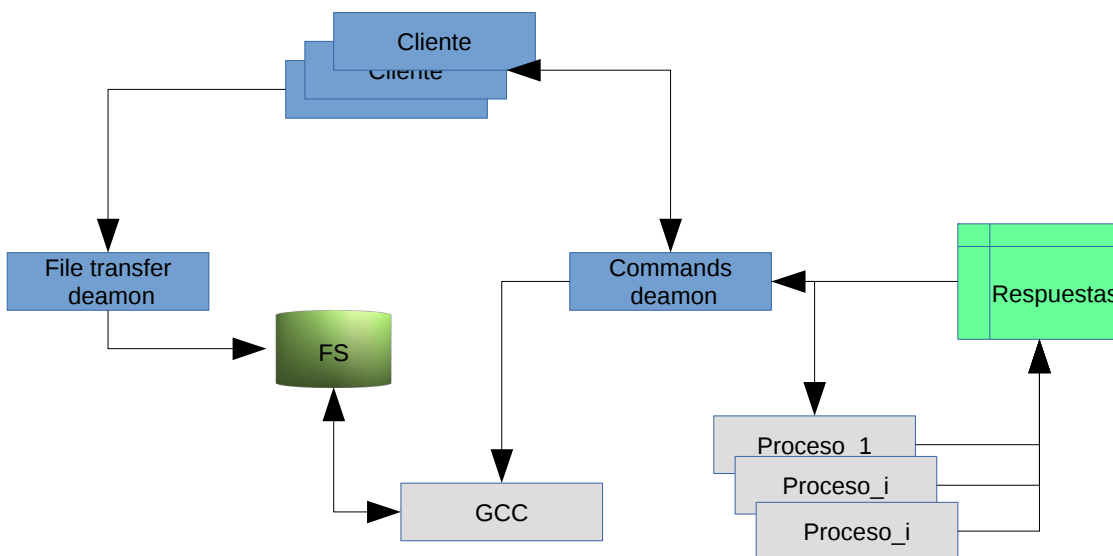 Cliente
Cliente
File transfer
deamon
Commands
deamon
Respuestas
FS
Proceso_1
Proceso_i
GCC
Proceso_i